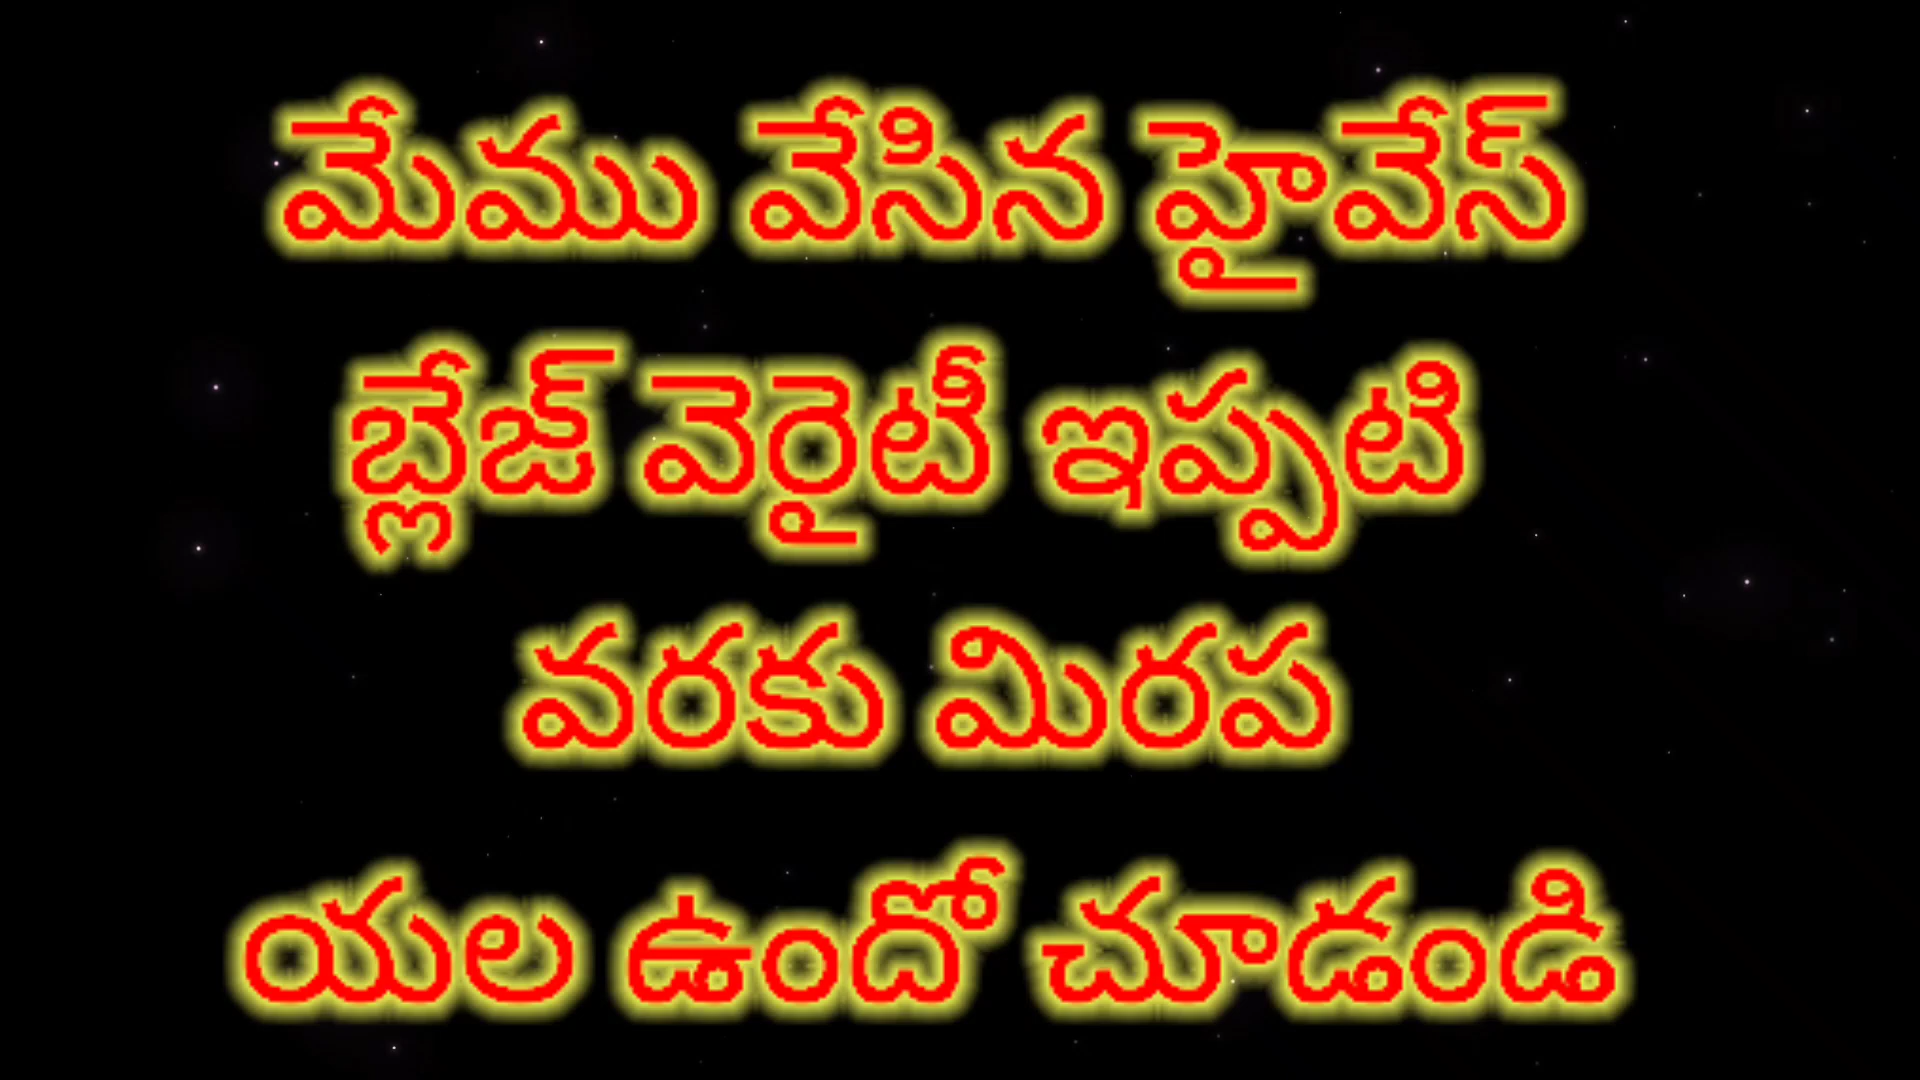 మేము వేసిన హైవేస్
బ్లేజ్ వెరైటీ ఇప్పటి
వరకు మిరప
యల ఉందో చూడండి